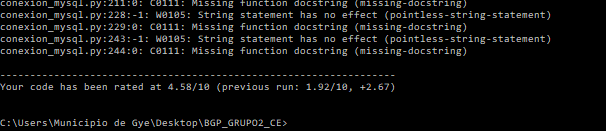 conexion_mysql.py:211:0: C0111: Missing function docstring (missing-docstring)
conexion_mysql.py:228:-1: W0105: String statement has no effect (pointless-string-statement)
conexion_mysql.py:229:0: C0111: Missing function docstring (missing-docstring)
conexion_mysql.py:243:-1: W0105: String statement has no effect (pointless-string-statement)
conexion_mysql.py:244:0: C0111: Missing function docstring (missing-docstring)
------------------------------------------------------------------
Your code has been rated at 4.58/10 (previous run: 1.92/10, +2.67)
C:\Users\Municipio de Gye\Desktop\BGP_GRUPO2_CE>